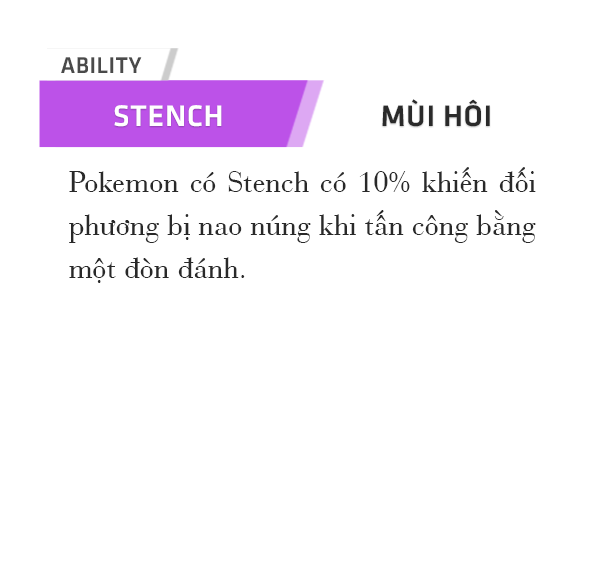 ABILITY
STENCH
MÙI HÔI
Pokemon có Stench có 10% khiến đối
phương bị nao núng khi tấn công bằng
một đòn đánh.